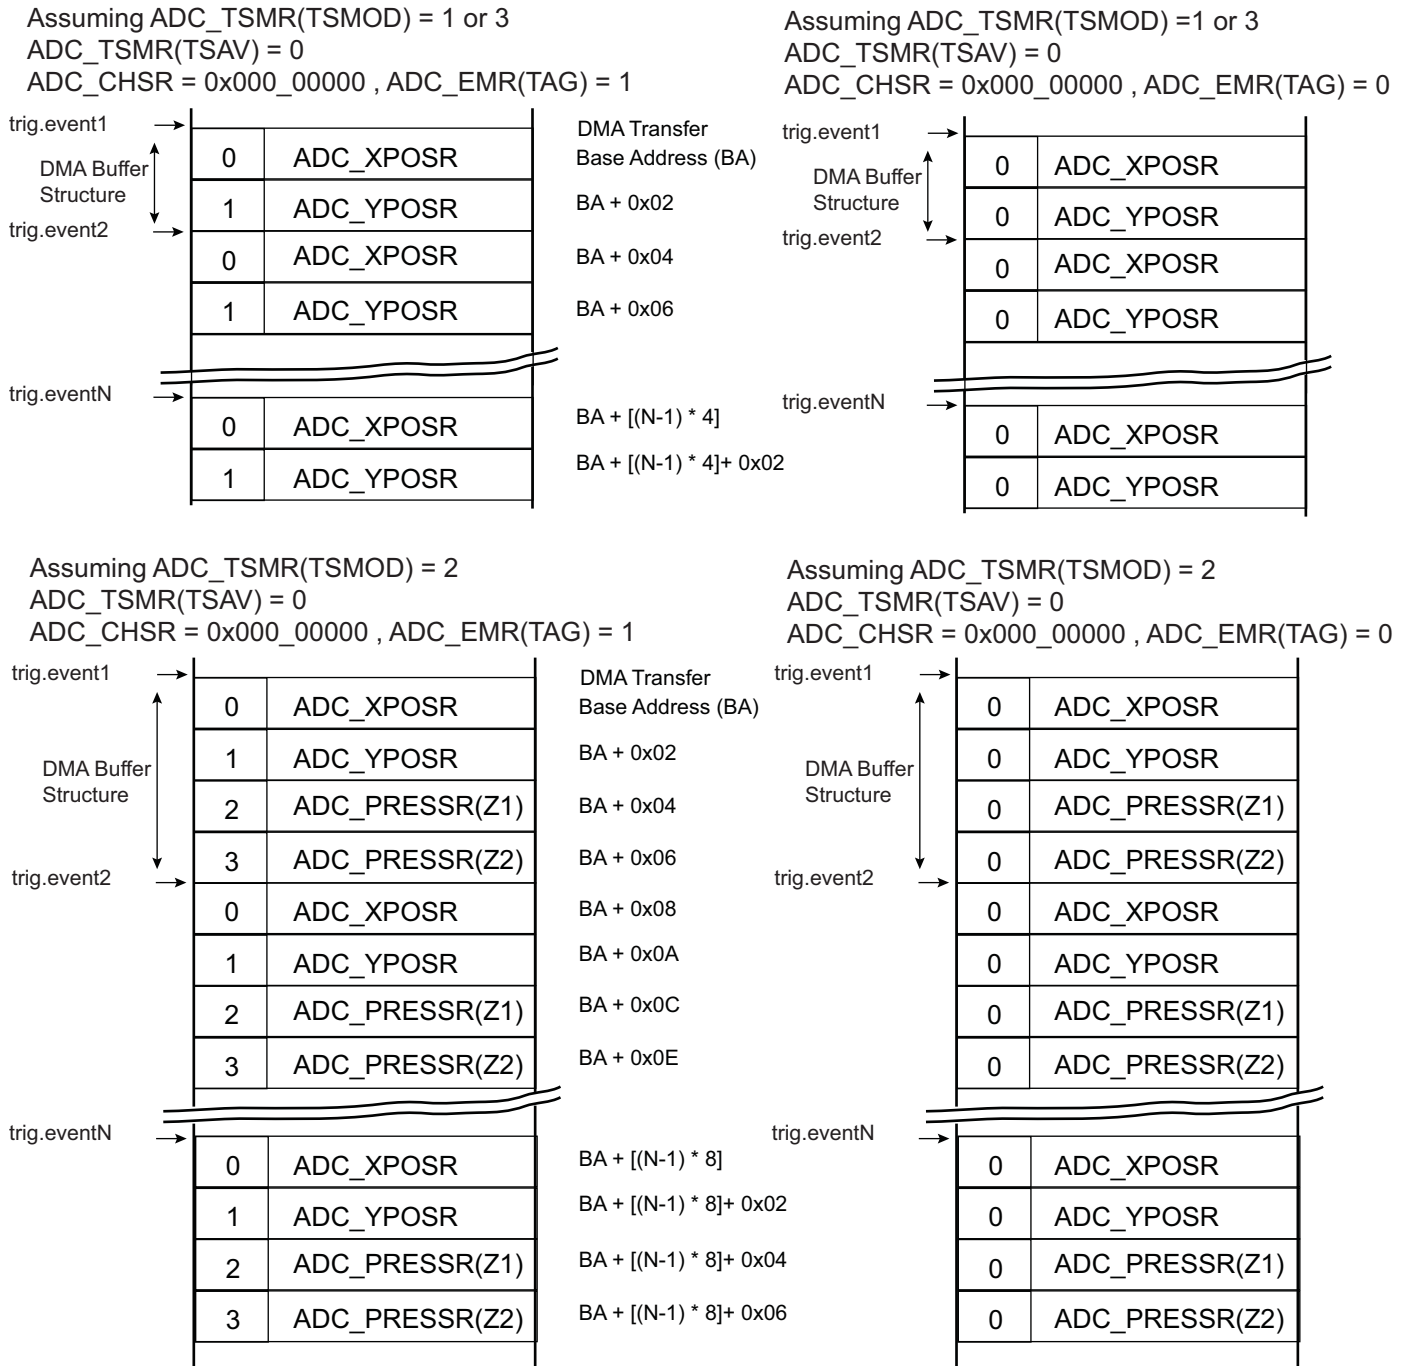 Assuming ADC_TSMR(TSMOD) = 1 or 3
ADC_TSMR(TSAV) = 0
ADC_CHSR = 0x000_00000 , ADC_EMR(TAG) = 1
trig.event1
DMA Buffer
Structure
trig.event2
trig.eventN
0 ADC_XPOSR
1 ADC_YPOSR
0 ADC_XPOSR
1 ADC_YPOSR
0 ADC_XPOSR
1 ADC_YPOSR
DMA Transfer
Base Address (BA)
BA + 0x02
BA + 0x04
BA + 0x06
BA + [(N-1) * 4]
BA + [(N-1) * 4]+ 0x02
Assuming ADC_TSMR(TSMOD) =1 or 3
ADC_TSMR(TSAV) = 0
ADC_CHSR = 0x000_00000 , ADC_EMR(TAG) = 0
trig.event1
DMA Buffer
Structure
trig.event2
trig.eventN
0 ADC_XPOSR
0 ADC_YPOSR
0 ADC_XPOSR
0 ADC_YPOSR
0 ADC_XPOSR
0 ADC_YPOSR
Assuming ADC_TSMR(TSMOD) = 2
ADC_TSMR(TSAV) = 0
ADC_CHSR = 0x000_00000 , ADC_EMR(TAG) = 1
trig.event1
DMA Buffer
Structure
trig.event2
trig.eventN
0 ADC_XPOSR
1 ADC_YPOSR
2 ADC_PRESSR(Z1)
3 ADC_PRESSR(Z2)
0 ADC_XPOSR
1 ADC_YPOSR
2 ADC_PRESSR(Z1)
3 ADC_PRESSR(Z2)
0 ADC_XPOSR
1 ADC_YPOSR
2 ADC_PRESSR(Z1)
3 ADC_PRESSR(Z2)
DMA Transfer
Base Address (BA)
BA + 0x02
BA + 0x04
BA + 0x06
BA + 0x08
BA + 0x0A
BA + 0x0C
BA + 0x0E
BA + [(N-1) * 8]
BA + [(N-1) * 8]+ 0x02
BA + [(N-1) * 8]+ 0x04
BA + [(N-1) * 8]+ 0x06
Assuming ADC_TSMR(TSMOD) = 2
ADC_TSMR(TSAV) = 0
ADC_CHSR = 0x000_00000 , ADC_EMR(TAG) = 0
trig.event1
DMA Buffer
Structure
trig.event2
trig.eventN
0 ADC_XPOSR
0 ADC_YPOSR
0 ADC_PRESSR(Z1)
0 ADC_PRESSR(Z2)
0 ADC_XPOSR
0 ADC_YPOSR
0 ADC_PRESSR(Z1)
0 ADC_PRESSR(Z2)
0 ADC_XPOSR
0 ADC_YPOSR
0 ADC_PRESSR(Z1)
0 ADC_PRESSR(Z2)